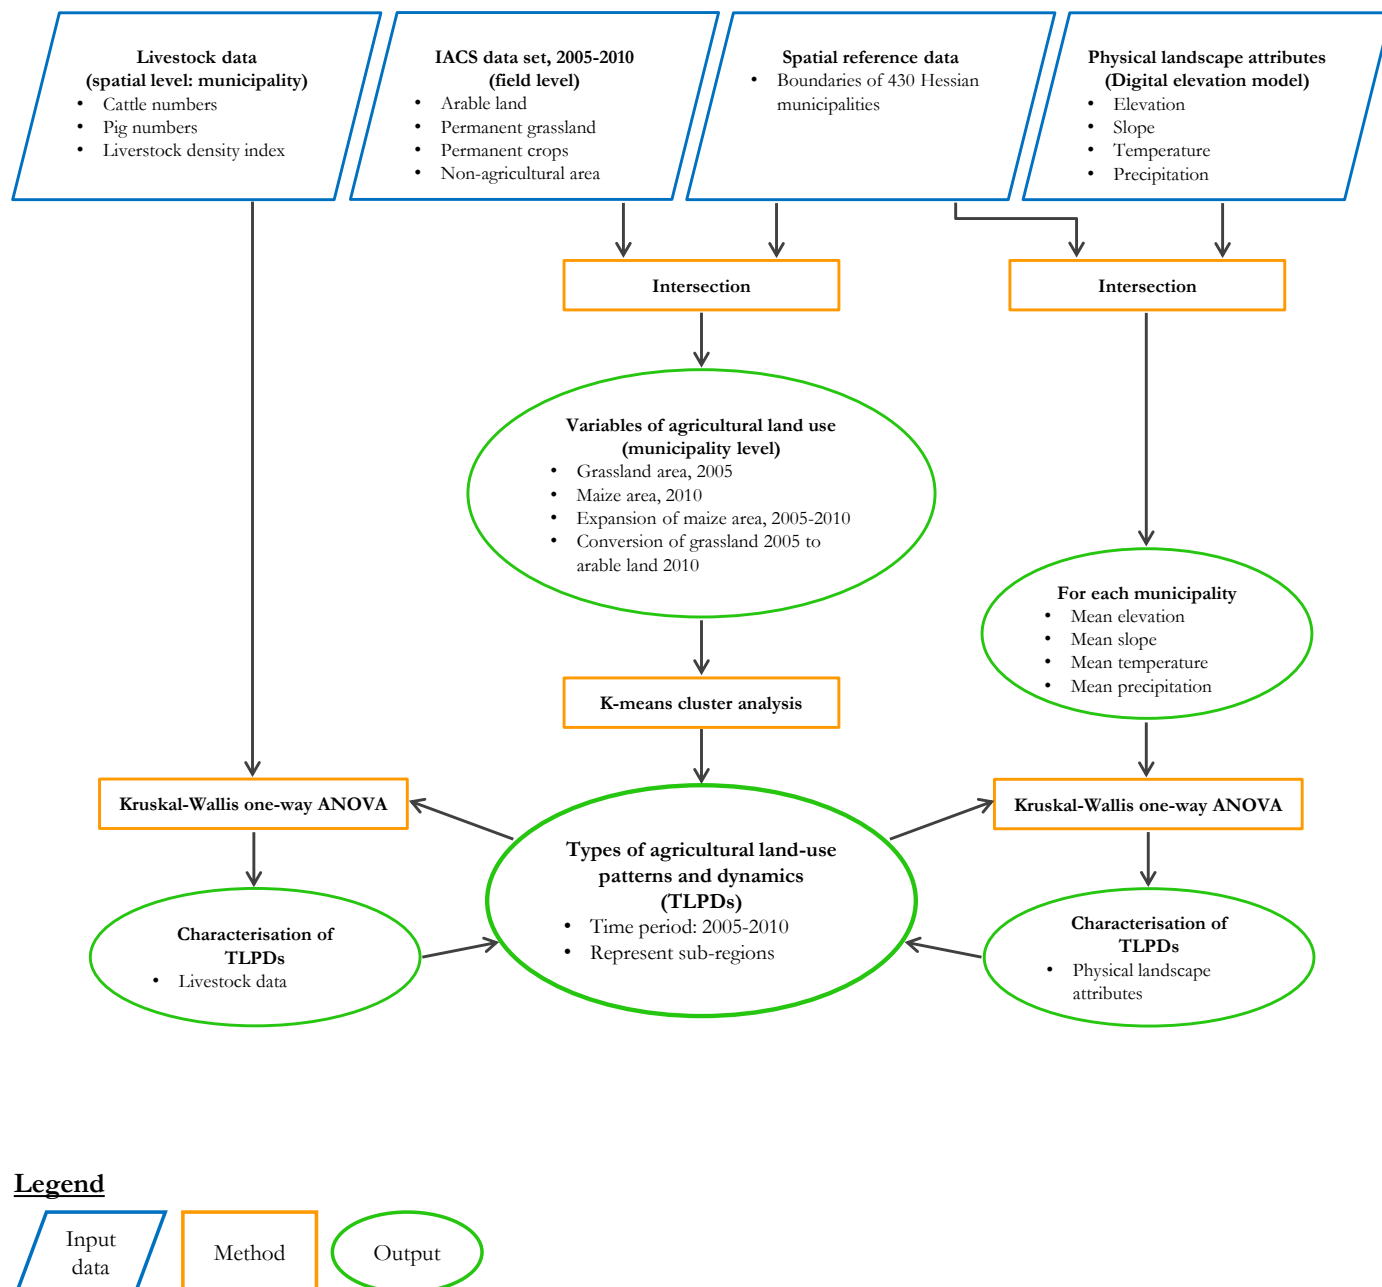 Livestock data
(spatial level: municipality)
• Cattle numbers
• Pig numbers
• Liverstock density index
IACS data set, 2005-2010
(field level)
• Arable land
• Permanent grassland
• Permanent crops
• Non-agricultural area
Spatial reference data
• Boundaries of 430 Hessian
municipalities
Physical landscape attributes
(Digital elevation model)
• Elevation
• Slope
• Temperature
• Precipitation
Intersection
Intersection
Variables of agricultural land use
(municipality level)
• Grassland area, 2005
• Maize area, 2010
• Expansion of maize area, 2005-2010
• Conversion of grassland 2005 to
arable land 2010
For each municipality
• Mean elevation
• Mean slope
• Mean temperature
• Mean precipitation
K-means cluster analysis
Kruskal-Wallis one-way ANOVA
Kruskal-Wallis one-way ANOVA
Types of agricultural land-use
patterns and dynamics
(TLPDs)
• Time period: 2005-2010
• Represent sub-regions
Characterisation of
TLPDs
• Livestock data
Characterisation of
TLPDs
• Physical landscape
attributes
Legend
Input
data
Method
Output